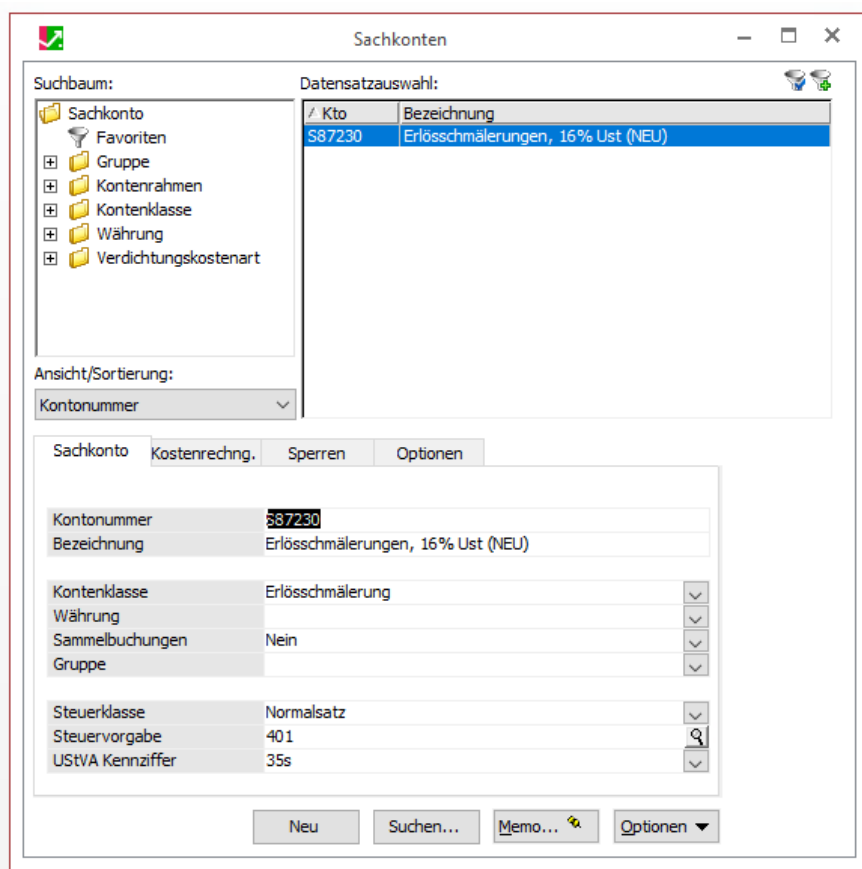 Sachkonten
Suchbaum:
Sachkonto
Favoriten
Gruppe
Kontenrahmen
Kontenklasse
Währung
Verdichtungskostenart
Ansicht/Sortierung:
Kontonummer
Datensatzauswahl:
Kto Bezeichnung
S87230 Erlösschmälerungen, 16% Ust (NEU)
Sachkonto Kostenrechng. Sperren Optionen
Kontonummer S87230
Bezeichnung Erlösschmälerungen, 16% Ust (NEU)
Kontenklasse Erlösschmälerung
Währung
Sammelbuchungen Nein
Gruppe
Steuerklasse Normalsatz
Steuervorgabe 401
UStVA Kennziffer 35s
Neu Suchen... Memo... Optionen